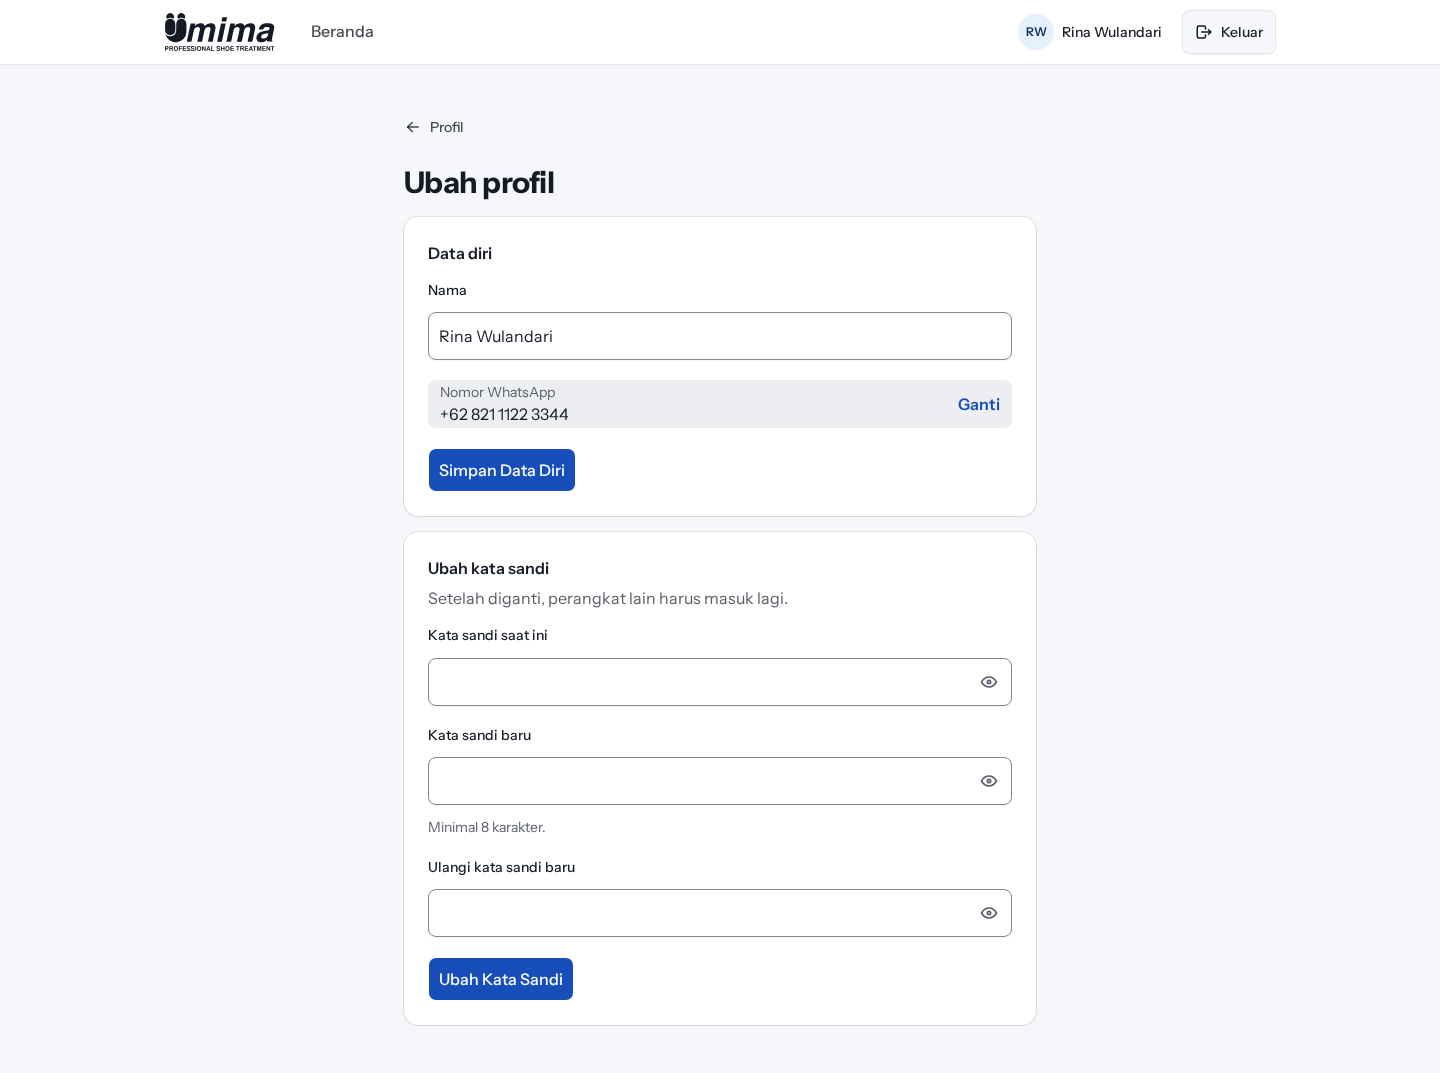 Ümima
PROFESSIONAL SHOE TREATMENT
Beranda
RW
Rina Wulandari
Keluar
Profil
Ubah profil
Data diri
Nama
Rina Wulandari
Nomor WhatsApp
+62 821 1122 3344
Ganti
Simpan Data Diri
Ubah kata sandi
Setelah diganti, perangkat lain harus masuk lagi.
Kata sandi saat ini
Kata sandi baru
Minimal 8 karakter.
Ulangi kata sandi baru
Ubah Kata Sandi